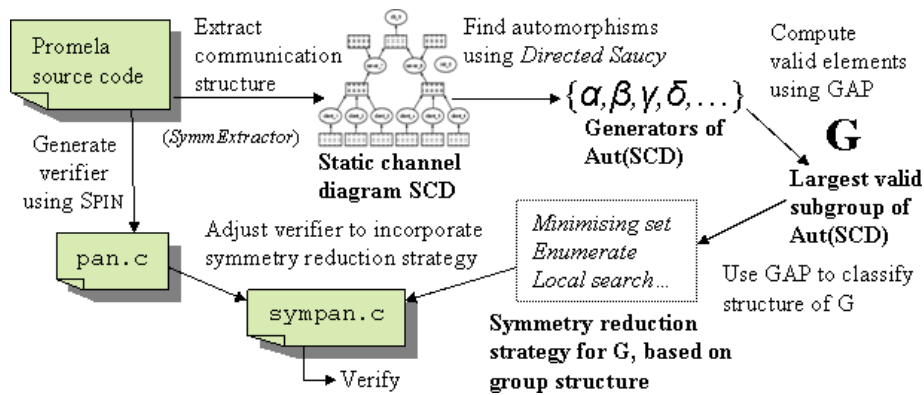 Promela
source code
Extract
communication
structure
(SymmExtractor)
Static channel
diagram SCD
Find automorphisms
using Directed Saucy
{α,β,γ,δ,...}
Generators of
Aut(SCD)
Compute
valid elements
using GAP
G
Largest valid
subgroup of
Aut(SCD)
Generate
verifier
using SPIN
pan.c
Adjust verifier to incorporate
symmetry reduction strategy
sympan.c
Verify
Minimising set
Enumerate
Local search...
Use GAP to classify
structure of G
Symmetry reduction
strategy for G, based on
group structure